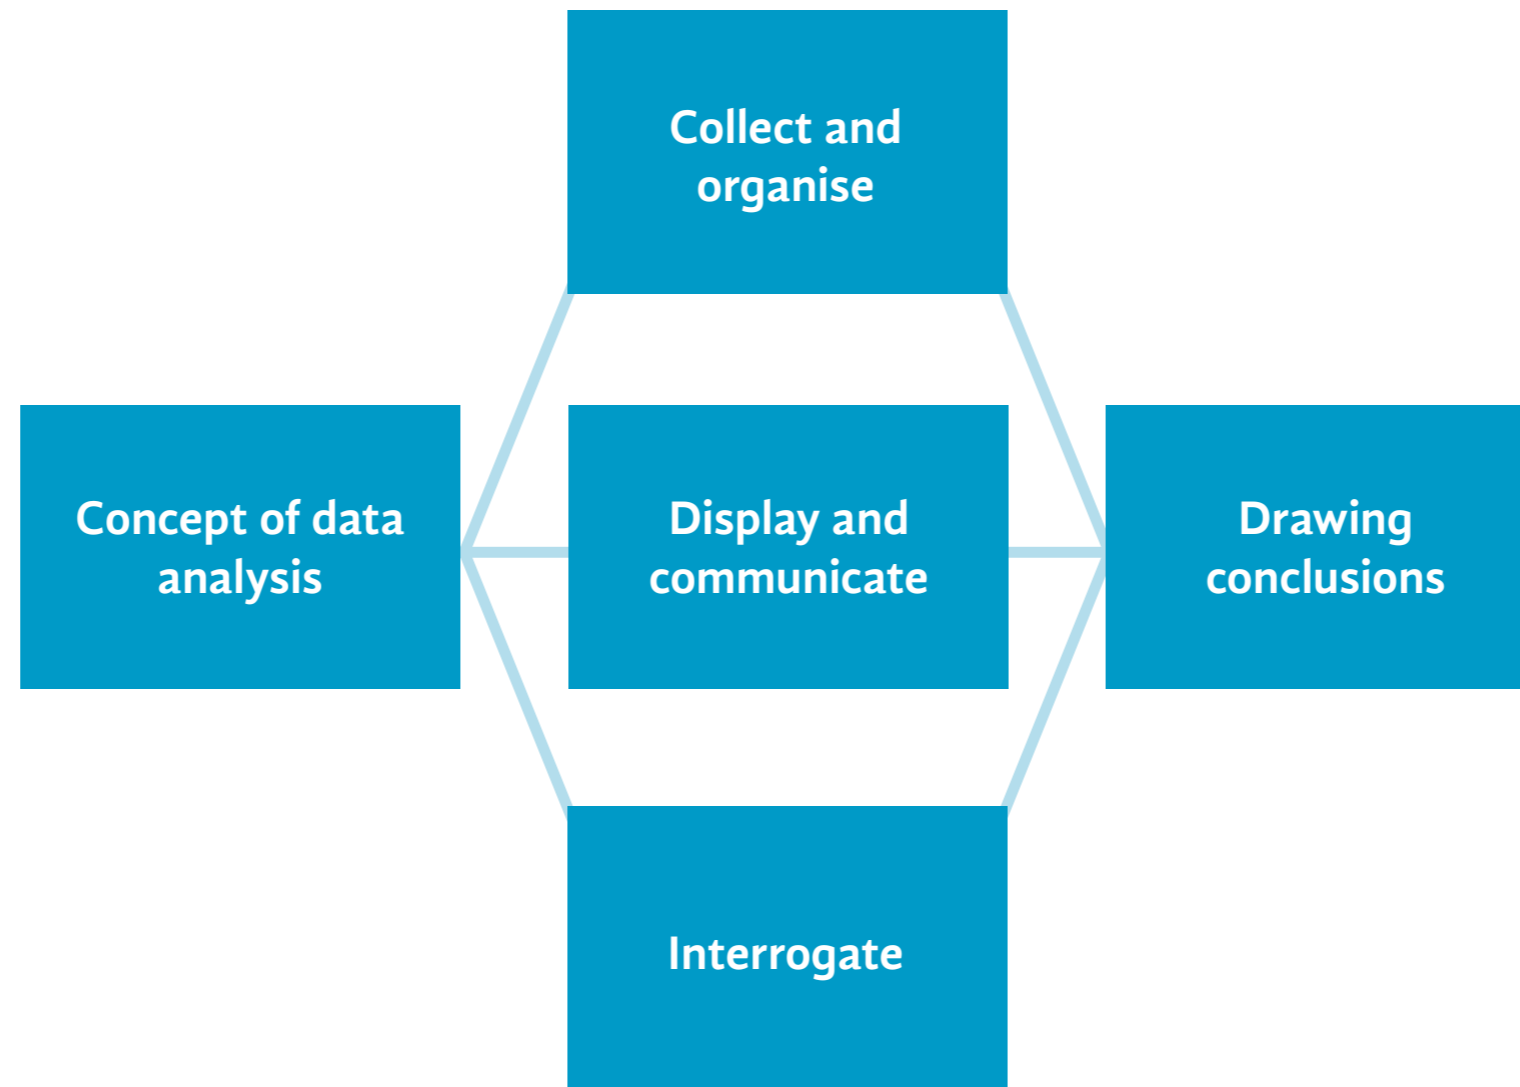 Collect and
organise
Concept of data
analysis
Display and
communicate
Drawing
conclusions
Interrogate